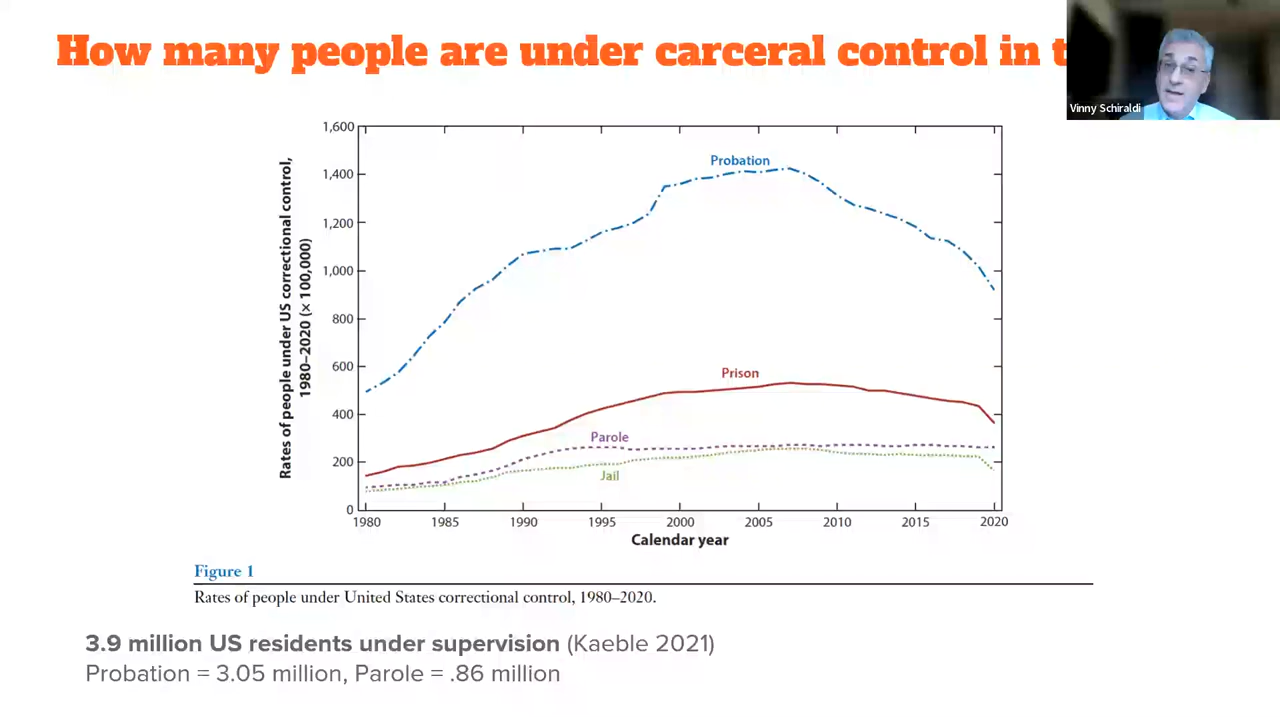 How many people are under carceral control in t
Vinny Schiraldi
Rates of people under US correctional control,
1980–2020 (× 100,000)
1,600
1,400
1,200
1,000
800
600
400
200
0
Probation
Prison
Parole
Jail
1980 1985 1990 1995 2000 2005 2010 2015 2020
Calendar year
Figure 1
Rates of people under United States correctional control, 1980–2020.
3.9 million US residents under supervision (Kaeble 2021)
Probation = 3.05 million, Parole = .86 million